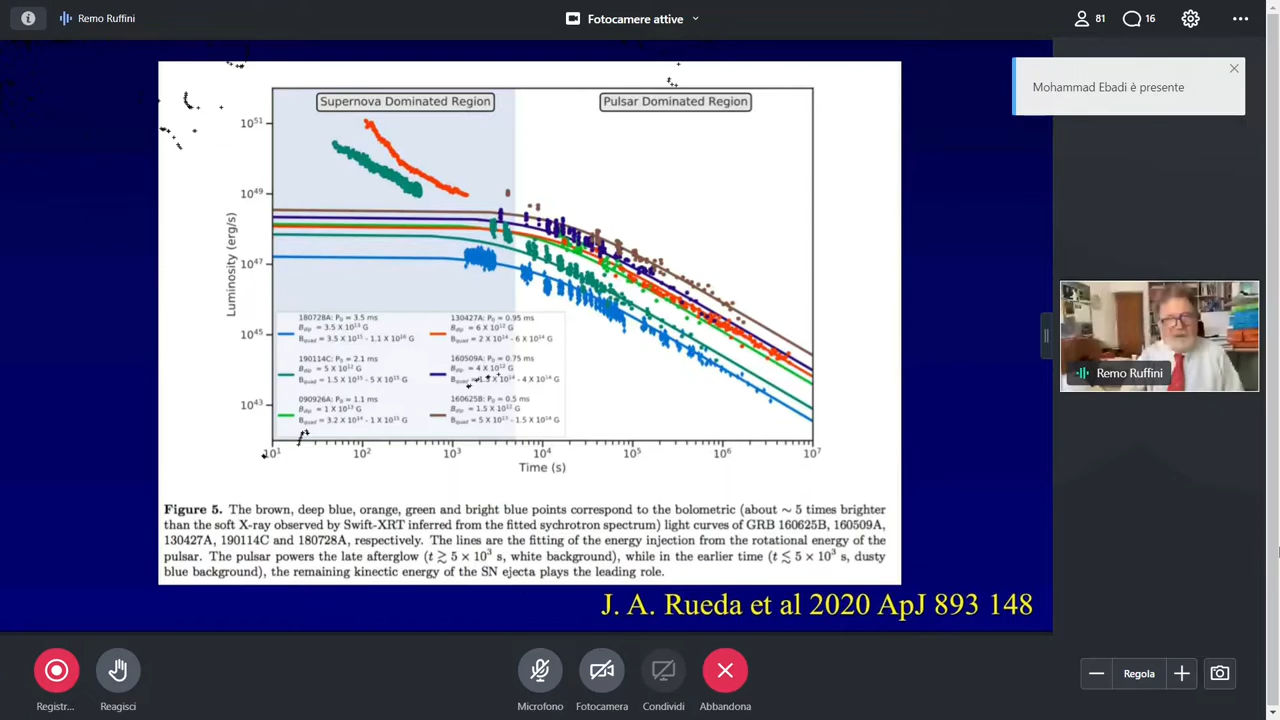 Remo Ruffini
Fotocamere attive
81
16
Mohammad Ebadi è presente
Supernova Dominated Region
Pulsar Dominated Region
10^51
10^49
10^47
10^45
10^43
Luminosity (erg/s)
180728A: P₀ = 3.5 ms
B_dip = 3.5 X 10^13 G
B_quad = 3.5 X 10^15 - 1.1 X 10^16 G
190114C: P₀ = 2.1 ms
B_dip = 5 X 10^12 G
B_quad = 1.5 X 10^15 - 5 X 10^15 G
090926A: P₀ = 1.1 ms
B_dip = 1 X 10^13 G
B_quad = 3.2 X 10^14 - 1 X 10^15 G
130427A: P₀ = 0.95 ms
B_dip = 6 X 10^12 G
B_quad = 2 X 10^14 - 6 X 10^14 G
160509A: P₀ = 0.75 ms
B_dip = 4 X 10^12 G
B_quad = 1.3 X 10^14 - 4 X 10^14 G
160625B: P₀ = 0.5 ms
B_dip = 1.5 X 10^12 G
B_quad = 5 X 10^13 - 1.5 X 10^14 G
10^1 10^2 10^3 10^4 10^5 10^6 10^7
Time (s)
Figure 5. The brown, deep blue, orange, green and bright blue points correspond to the bolometric (about ~ 5 times brighter
than the soft X-ray observed by Swift-XRT inferred from the fitted sychrotron spectrum) light curves of GRB 160625B, 160509A,
130427A, 190114C and 180728A, respectively. The lines are the fitting of the energy injection from the rotational energy of the
pulsar. The pulsar powers the late afterglow (t ≳ 5 × 10^3 s, white background), while in the earlier time (t ≲ 5 × 10^3 s, dusty
blue background), the remaining kinetic energy of the SN ejecta plays the leading role.
J. A. Rueda et al 2020 ApJ 893 148
Remo Ruffini
Registr...
Reagisci
Microfono
Fotocamera
Condividi
Abbandona
Regola